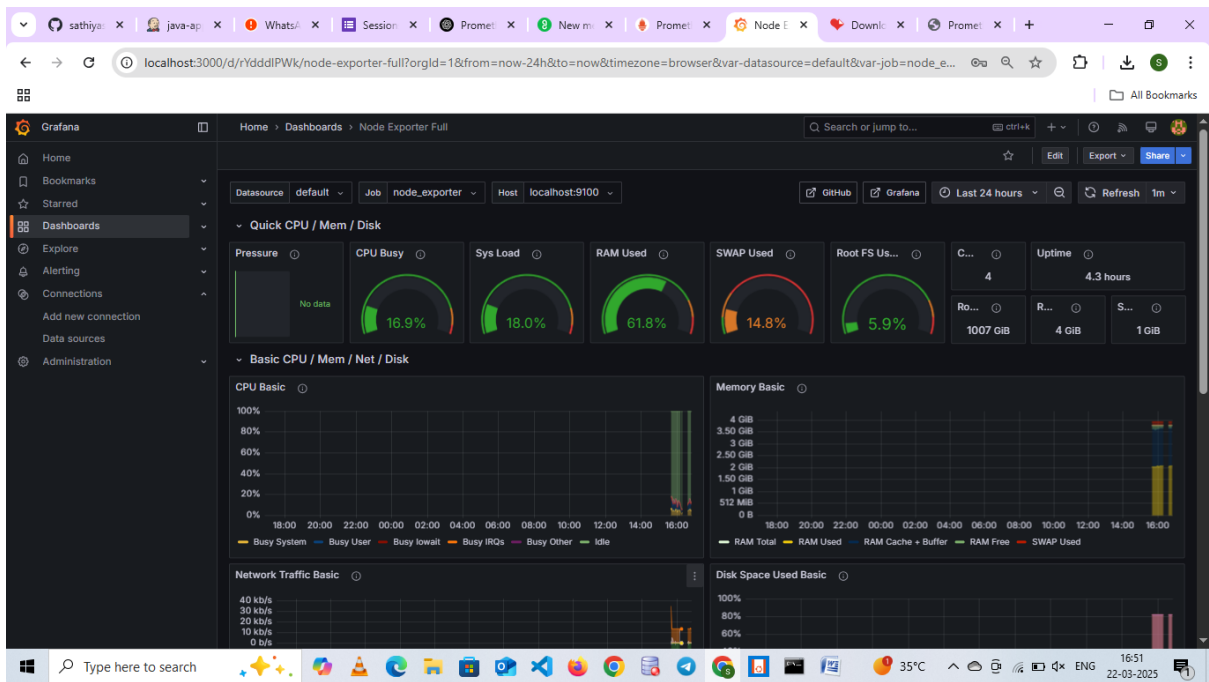 sathiya: java-ap WhatsA Session Promet New m Promet Node E Downlc Promet
localhost:3000/d/rYdddlPWk/node-exporter-full?orgId=1&from=now-24h&to=now&timezone=browser&var-datasource=default&var-job=node_e... S
All Bookmarks
Grafana Home > Dashboards > Node Exporter Full Search or jump to... ctrl+k
Home
Edit Export Share
Bookmarks
Starred
Dashboards
Explore
Alerting
Connections
Add new connection
Data sources
Administration
Datasource default Job node_exporter Host localhost:9100 GitHub Grafana Last 24 hours Refresh 1m
Quick CPU / Mem / Disk
Pressure CPU Busy Sys Load RAM Used SWAP Used Root FS Us... C... Uptime
4 4.3 hours
No data 16.9% 18.0% 61.8% 14.8% 5.9%
Ro... R... S...
1007 GiB 4 GiB 1 GiB
Basic CPU / Mem / Net / Disk
CPU Basic
100%
80%
60%
40%
20%
0%
18:00 20:00 22:00 00:00 02:00 04:00 06:00 08:00 10:00 12:00 14:00 16:00
Busy System Busy User Busy Iowait Busy IRQs Busy Other Idle
Memory Basic
4 GiB
3.50 GiB
3 GiB
2.50 GiB
2 GiB
1.50 GiB
1 GiB
512 MiB
0 B
18:00 20:00 22:00 00:00 02:00 04:00 06:00 08:00 10:00 12:00 14:00 16:00
RAM Total RAM Used RAM Cache + Buffer RAM Free SWAP Used
Network Traffic Basic
40 kb/s
30 kb/s
20 kb/s
10 kb/s
0 b/s
Disk Space Used Basic
100%
80%
60%
Type here to search 35°C ENG 16:51
22-03-2025